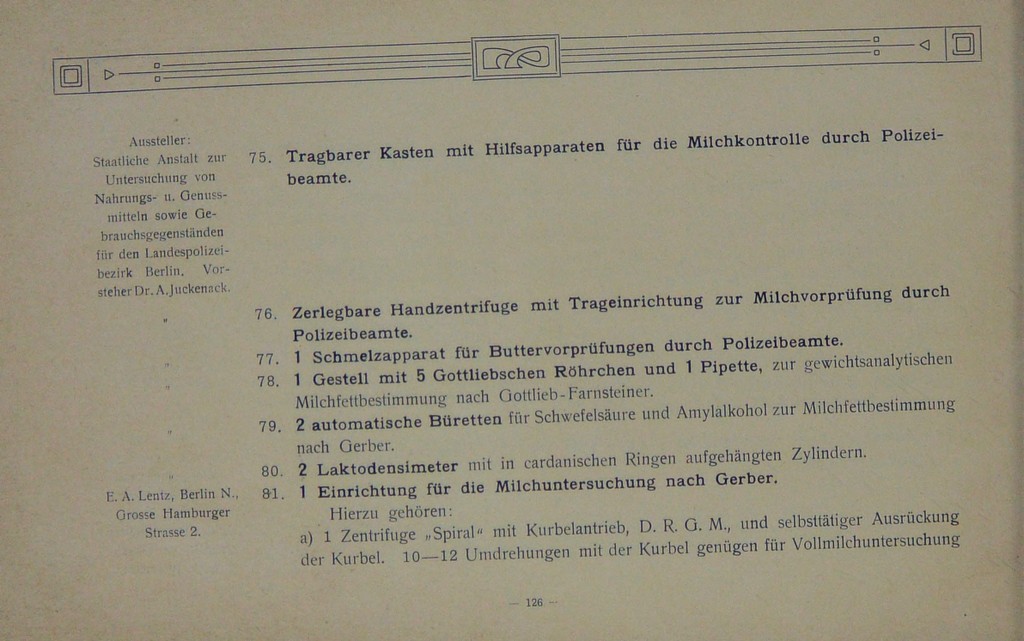 Aussteller:
Staatliche Anstalt zur
Untersuchung von
Nahrungs- u. Genuss-
mitteln sowie Ge-
brauchsgegenständen
für den Landespolizei-
bezirk Berlin. Vor-
steher Dr. A. Juckenack.
75. Tragbarer Kasten mit Hilfsapparaten für die Milchkontrolle durch Polizei-
beamte.
" 76. Zerlegbare Handzentrifuge mit Trageinrichtung zur Milchvorprüfung durch
Polizeibeamte.
" 77. 1 Schmelzapparat für Buttervorprüfungen durch Polizeibeamte.
" 78. 1 Gestell mit 5 Gottliebschen Röhrchen und 1 Pipette, zur gewichtsanalytischen
Milchfettbestimmung nach Gottlieb-Farnsteiner.
" 79. 2 automatische Büretten für Schwefelsäure und Amylalkohol zur Milchfettbestimmung
nach Gerber.
" 80. 2 Laktodensimeter mit in cardanischen Ringen aufgehängten Zylindern.
E. A. Lentz, Berlin N.,
Grosse Hamburger
Strasse 2.
81. 1 Einrichtung für die Milchuntersuchung nach Gerber.
Hierzu gehören:
a) 1 Zentrifuge „Spiral" mit Kurbelantrieb, D. R. G. M., und selbsttätiger Ausrückung
der Kurbel. 10—12 Umdrehungen mit der Kurbel genügen für Vollmilchuntersuchung
— 126 —